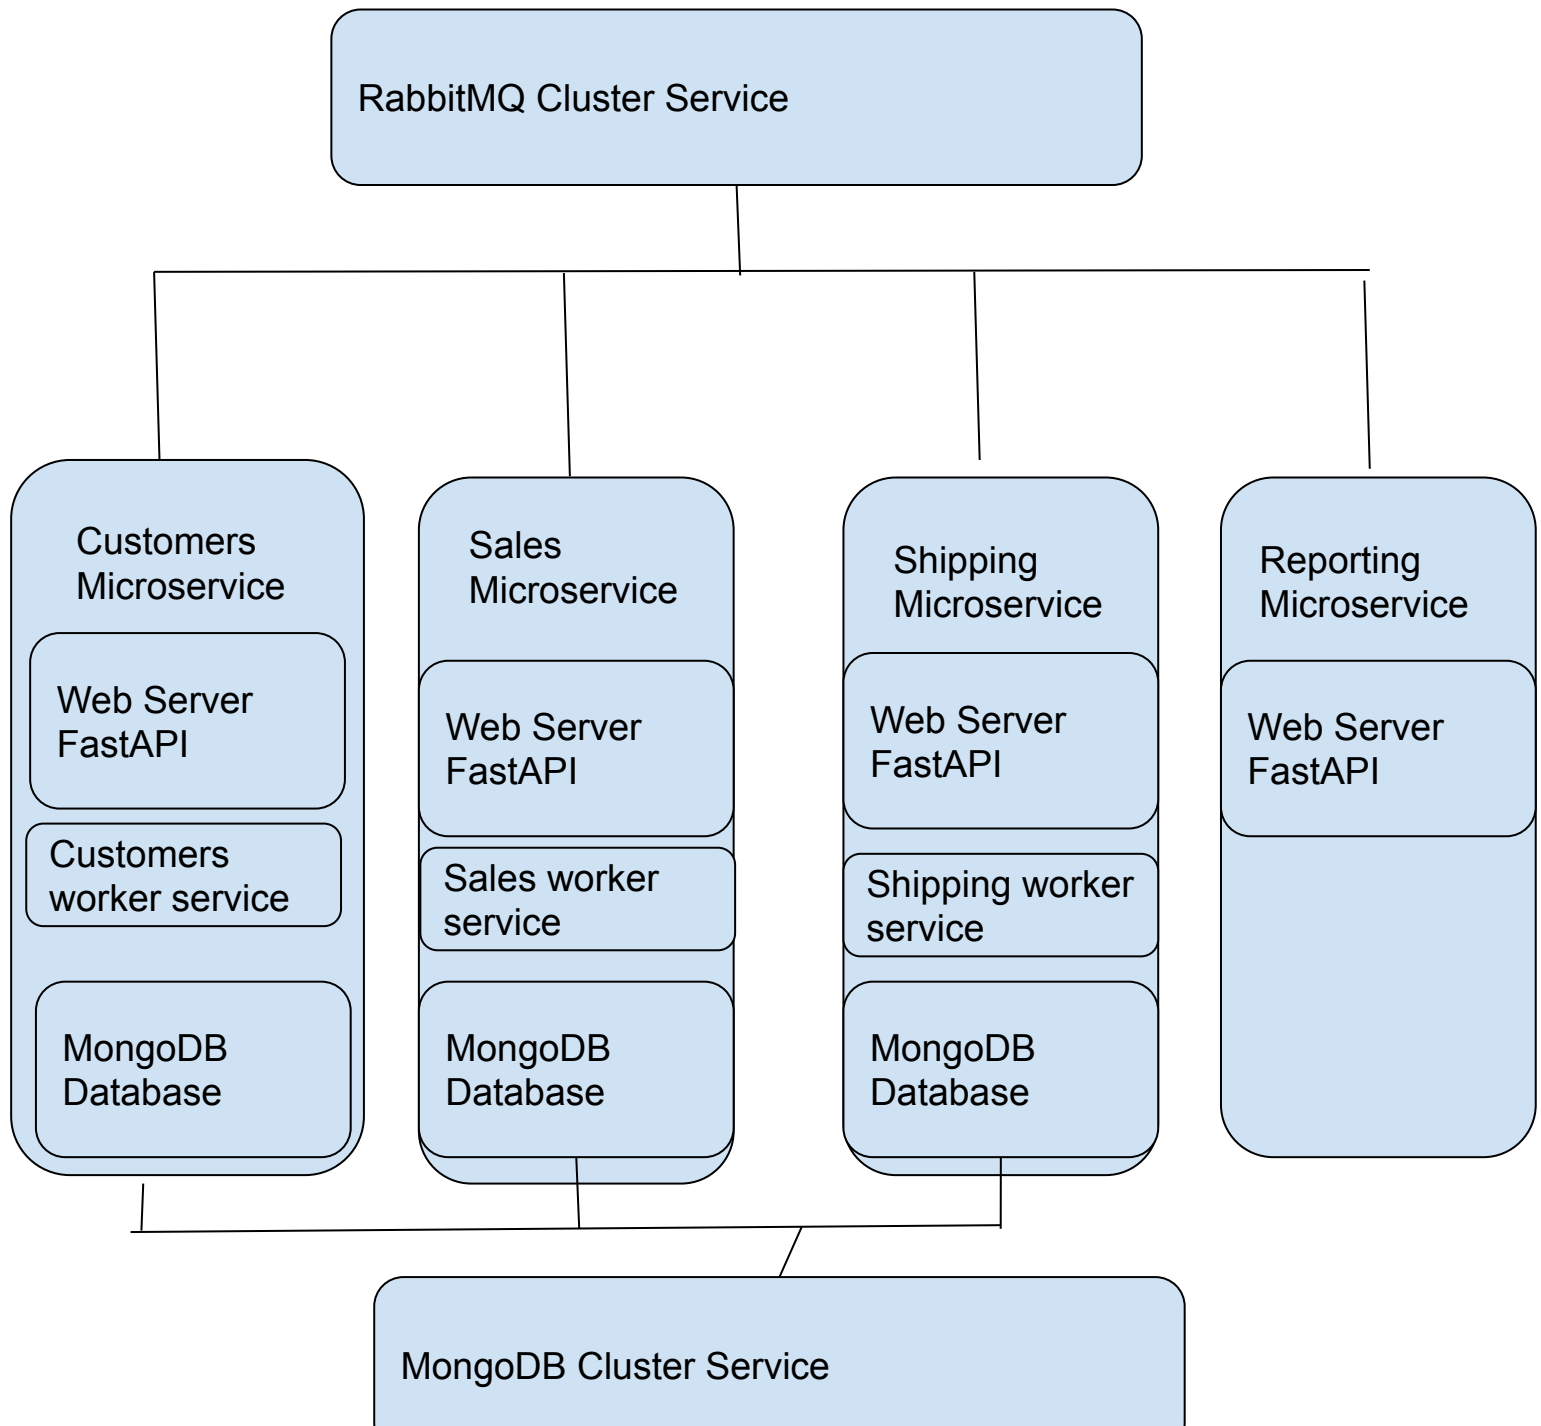 RabbitMQ Cluster Service
Customers
Microservice
Web Server
FastAPI
Customers
worker service
MongoDB
Database
Sales
Microservice
Web Server
FastAPI
Sales worker
service
MongoDB
Database
Shipping
Microservice
Web Server
FastAPI
Shipping worker
service
MongoDB
Database
Reporting
Microservice
Web Server
FastAPI
MongoDB Cluster Service